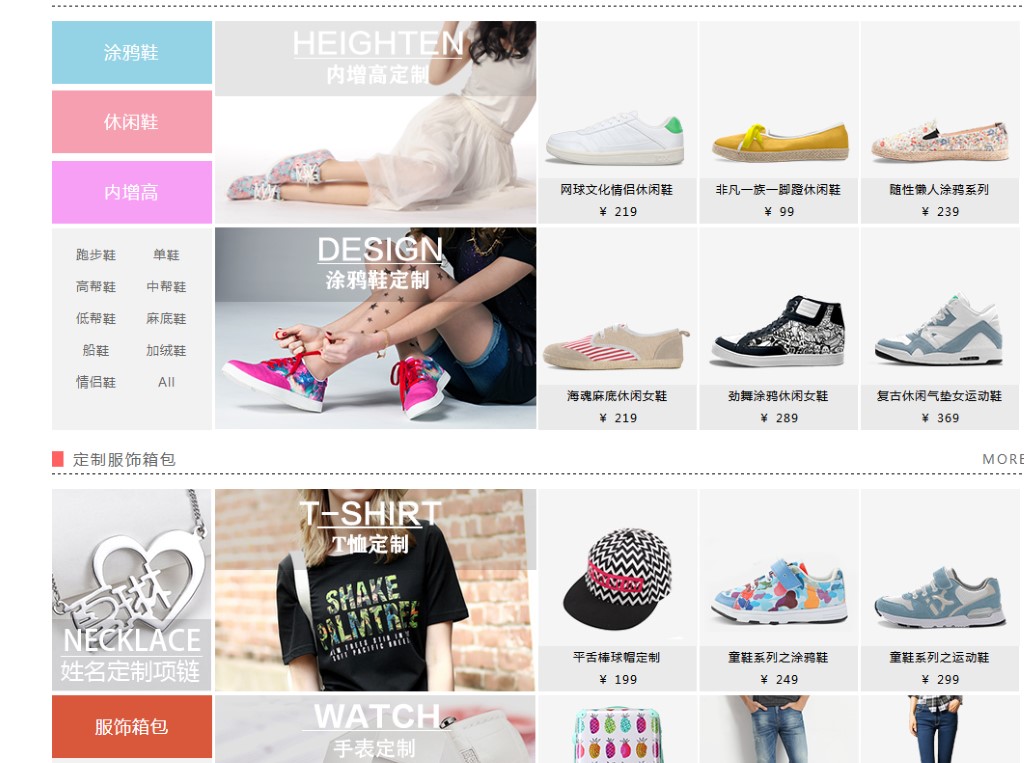 涂鸦鞋
休闲鞋
内增高
HEIGHTEN
内增高定制
网球文化情侣休闲鞋
¥ 219
非凡一族一脚蹬休闲鞋
¥ 99
随性懒人涂鸦系列
¥ 239
跑步鞋 单鞋
高帮鞋 中帮鞋
低帮鞋 麻底鞋
船鞋 加绒鞋
情侣鞋 All
DESIGN
涂鸦鞋定制
海魂麻底休闲女鞋
¥ 219
劲舞涂鸦休闲女鞋
¥ 289
复古休闲气垫女运动鞋
¥ 369
定制服饰箱包
MORE
NECKLACE
姓名定制项链
T-SHIRT
T恤定制
SHAKE
PALMTREE
平舌棒球帽定制
¥ 199
童鞋系列之涂鸦鞋
¥ 249
童鞋系列之运动鞋
¥ 299
服饰箱包
WATCH
手表定制